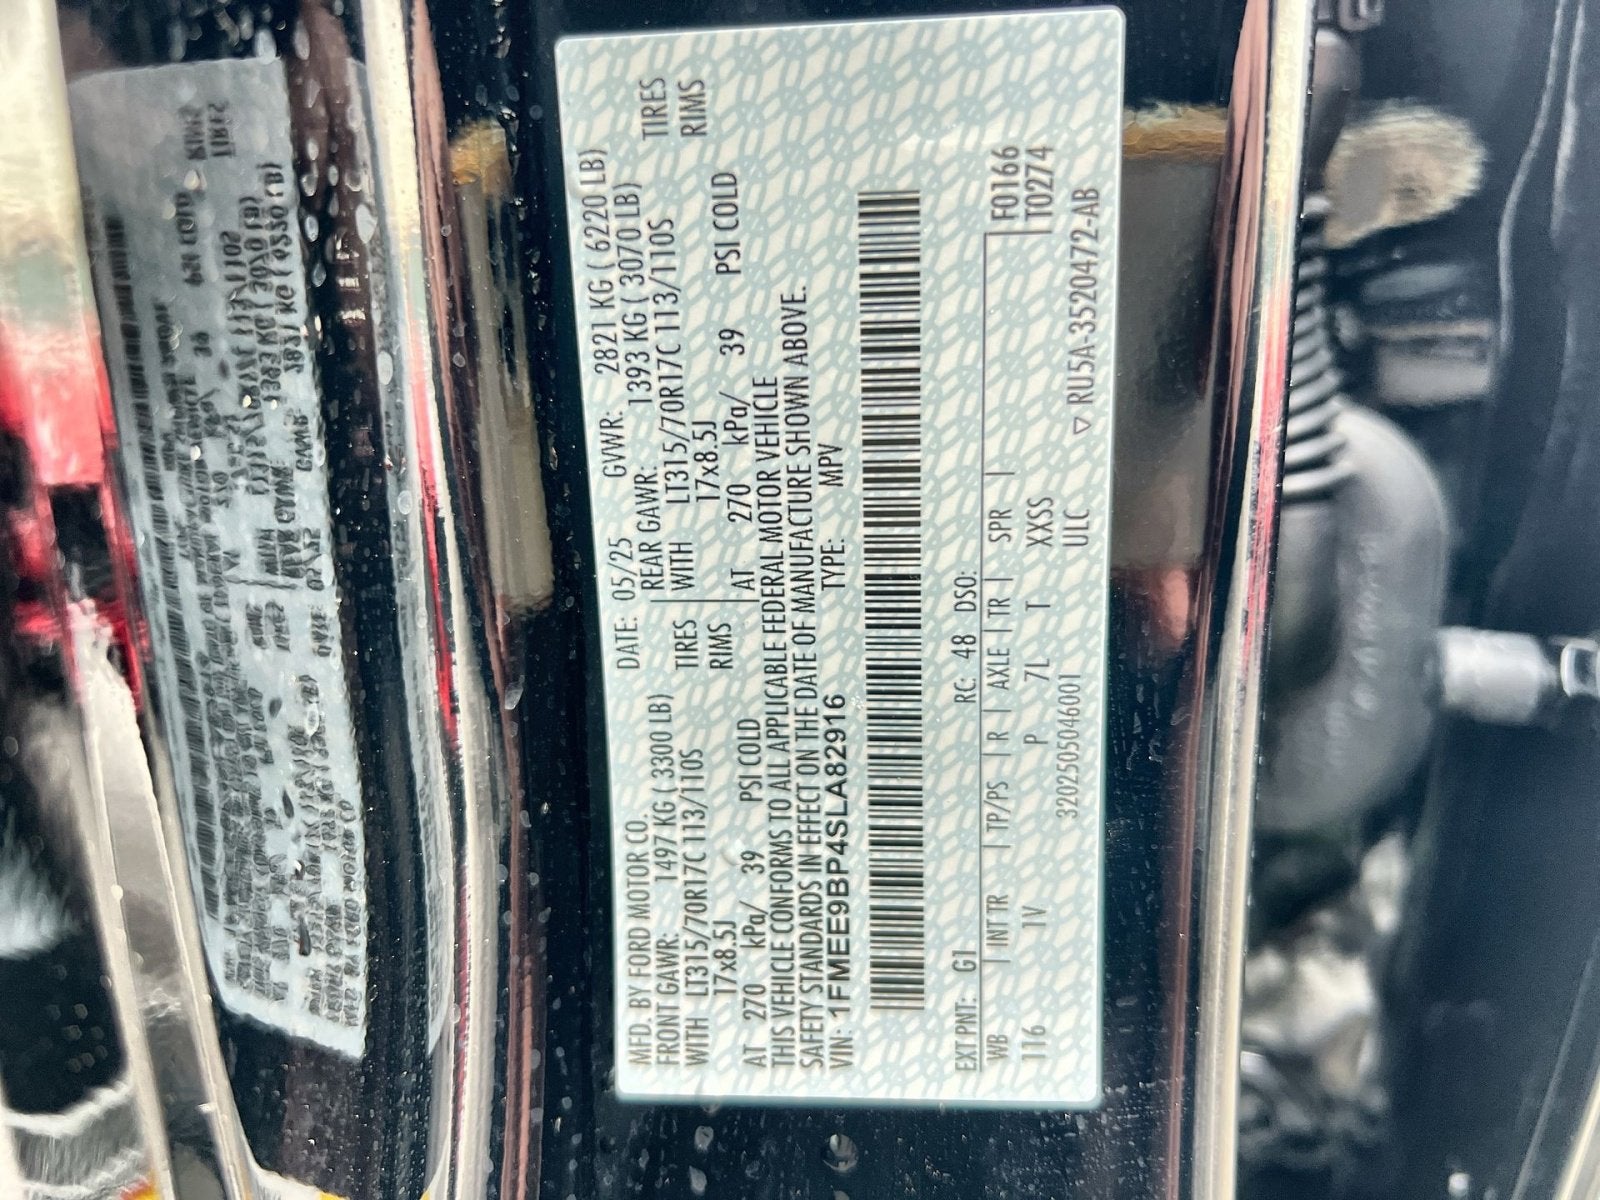 MFD. BY FORD MOTOR CO.
DATE: 05/25 GVWR: 2821 KG ( 6220 LB)
FRONT GAWR: 1497 KG ( 3300 LB) REAR GAWR: 1393 KG ( 3070 LB)
WITH LT315/70R17C 113/110S TIRES WITH LT315/70R17C 113/110S TIRES
17x8.5J RIMS 17x8.5J RIMS
AT 270 kPa/ 39 PSI COLD AT 270 kPa/ 39 PSI COLD
THIS VEHICLE CONFORMS TO ALL APPLICABLE FEDERAL MOTOR VEHICLE
SAFETY STANDARDS IN EFFECT ON THE DATE OF MANUFACTURE SHOWN ABOVE.
VIN: 1FMEE9BP4SLA82916 TYPE: MPV
EXT PNT: G1 RC: 48 DSO: F0166
WB | INT TR | TP/PS | R | AXLE | TR | SPR | T0274
116 1V P 7L T XXSS
3202505046001 ULC ▽ RU5A-3520472-AB